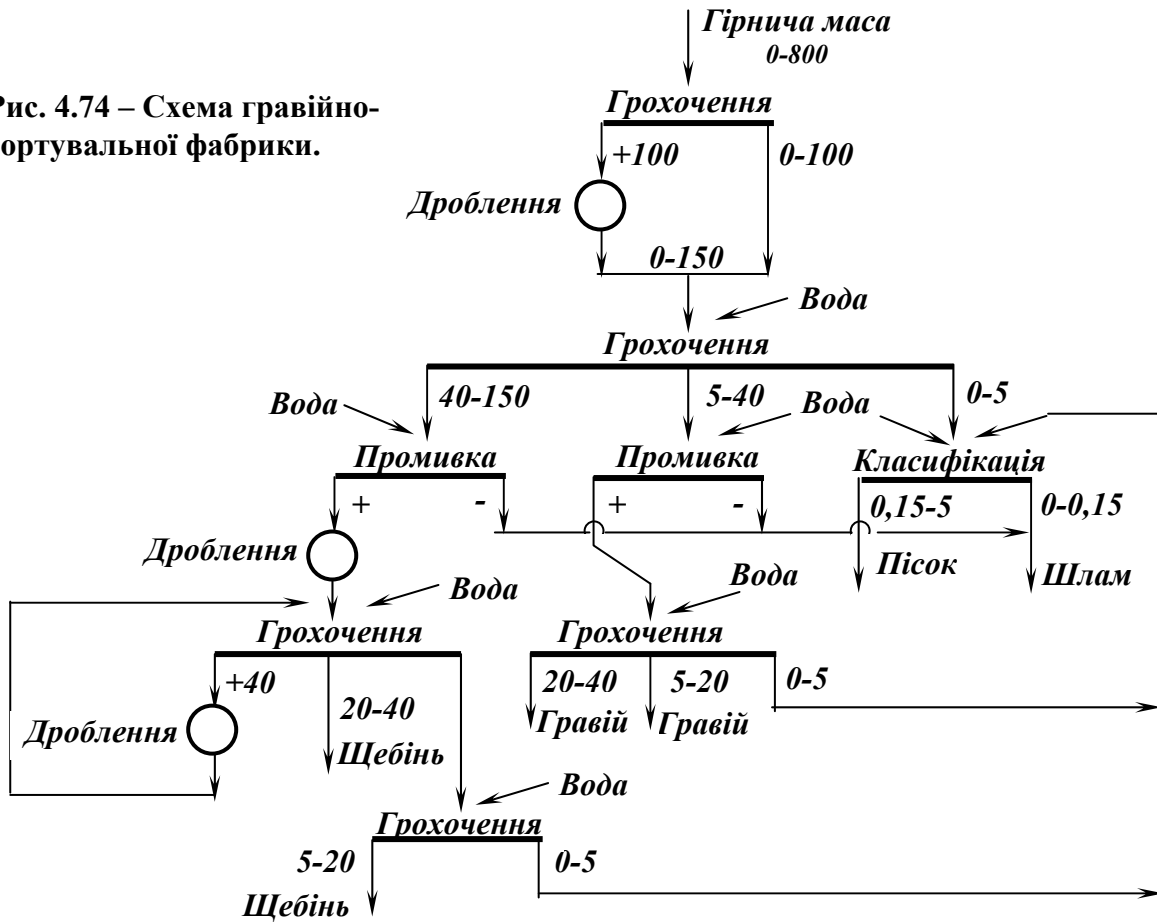 Гірнича маса
0-800
Рис. 4.74 – Схема гравійно-
ортувальної фабрики.
Грохочення
+100
0-100
Дроблення
0-150
Вода
Грохочення
40-150
5-40
0-5
Вода
Вода
Промивка
Промивка
Класифікація
+
-
+
-
0,15-5
0-0,15
Дроблення
Пісок
Шлам
Вода
Вода
Грохочення
Грохочення
+40
20-40
Щебінь
20-40
Гравій
5-20
Гравій
0-5
Дроблення
Вода
Грохочення
5-20
0-5
Щебінь